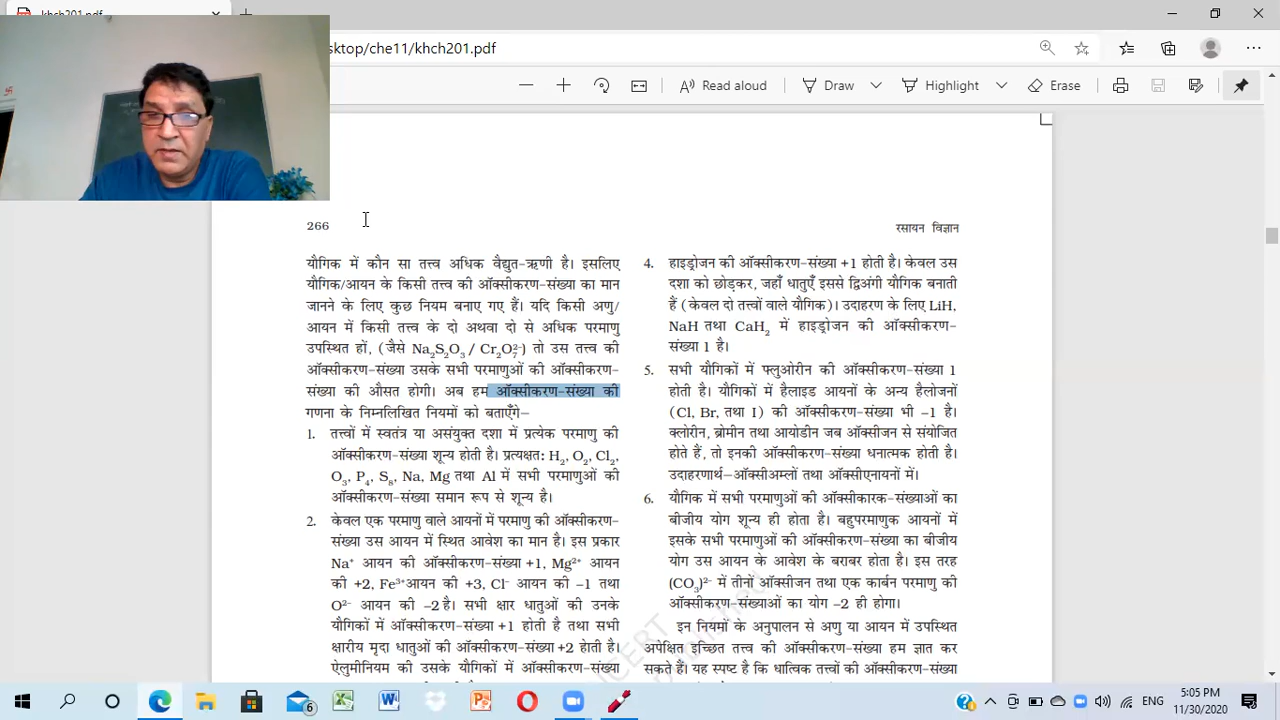 sktop/che11/khch201.pdf
Read aloud
Draw
Highlight
Erase
266
रसायन विज्ञान
यौगिक में कौन सा तत्त्व अधिक वैद्युत-ऋणी है। इसलिए
यौगिक/आयन के किसी तत्त्व की ऑक्सीकरण-संख्या का मान
जानने के लिए कुछ नियम बनाए गए हैं। यदि किसी अणु/
आयन में किसी तत्त्व के दो अथवा दो से अधिक परमाणु
उपस्थित हों, (जैसे Na₂S₂O₃ / Cr₂O₇²⁻) तो उस तत्त्व की
ऑक्सीकरण-संख्या उसके सभी परमाणुओं की ऑक्सीकरण-
संख्या की औसत होगी। अब हम ऑक्सीकरण-संख्या की
गणना के निम्नलिखित नियमों को बताएँगे–
1. तत्त्वों में स्वतंत्र या असंयुक्त दशा में प्रत्येक परमाणु की
ऑक्सीकरण-संख्या शून्य होती है। प्रत्यक्षत: H₂, O₂, Cl₂,
O₃, P₄, S₈, Na, Mg तथा Al में सभी परमाणुओं की
ऑक्सीकरण-संख्या समान रूप से शून्य है।
2. केवल एक परमाणु वाले आयनों में परमाणु की ऑक्सीकरण-
संख्या उस आयन में स्थित आवेश का मान है। इस प्रकार
Na⁺ आयन की ऑक्सीकरण-संख्या +1, Mg²⁺ आयन
की +2, Fe³⁺आयन की +3, Cl⁻ आयन की –1 तथा
O²⁻ आयन की –2 है। सभी क्षार धातुओं की उनके
यौगिकों में ऑक्सीकरण-संख्या +1 होती है तथा सभी
क्षारीय मृदा धातुओं की ऑक्सीकरण-संख्या +2 होती है।
ऐलुमीनियम की उसके यौगिकों में ऑक्सीकरण-संख्या
4. हाइड्रोजन की ऑक्सीकरण-संख्या +1 होती है। केवल उस
दशा को छोड़कर, जहाँ धातुएँ इससे द्विअंगी यौगिक बनाती
हैं (केवल दो तत्त्वों वाले यौगिक)। उदाहरण के लिए LiH,
NaH तथा CaH₂ में हाइड्रोजन की ऑक्सीकरण-
संख्या 1 है।
5. सभी यौगिकों में फ्लुओरीन की ऑक्सीकरण-संख्या 1
होती है। यौगिकों में हैलाइड आयनों के अन्य हैलोजनों
(Cl, Br, तथा I) की ऑक्सीकरण-संख्या भी –1 है।
क्लोरीन, ब्रोमीन तथा आयोडीन जब ऑक्सीजन से संयोजित
होते हैं, तो इनकी ऑक्सीकरण-संख्या धनात्मक होती है।
उदाहरणार्थ–ऑक्सीअम्लों तथा ऑक्सीएनायनों में।
6. यौगिक में सभी परमाणुओं की ऑक्सीकारक-संख्याओं का
बीजीय योग शून्य ही होता है। बहुपरमाणुक आयनों में
इसके सभी परमाणुओं की ऑक्सीकरण-संख्या का बीजीय
योग उस आयन के आवेश के बराबर होता है। इस तरह
(CO₃)²⁻ में तीनों ऑक्सीजन तथा एक कार्बन परमाणु की
ऑक्सीकरण-संख्याओं का योग –2 ही होगा।
इन नियमों के अनुपालन से अणु या आयन में उपस्थित
अपेक्षित इच्छित तत्त्व की ऑक्सीकरण-संख्या हम ज्ञात कर
सकते हैं। यह स्पष्ट है कि धात्विक तत्त्वों की ऑक्सीकरण-संख्या
6
ENG
5:05 PM
11/30/2020